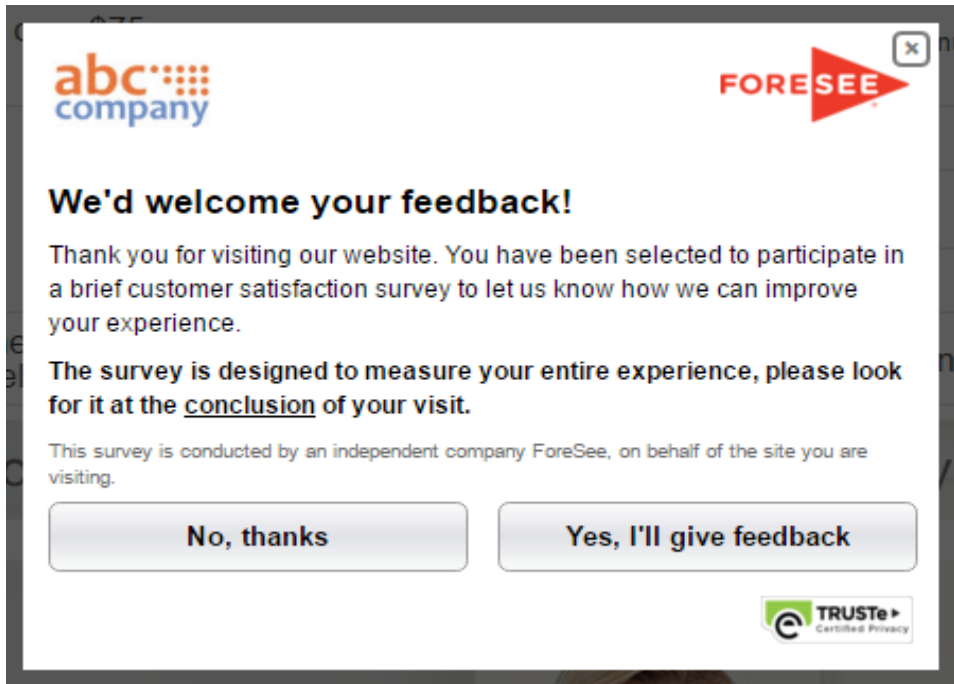 $75
abc
company
FORESEE
We'd welcome your feedback!
Thank you for visiting our website. You have been selected to participate in
a brief customer satisfaction survey to let us know how we can improve
your experience.
The survey is designed to measure your entire experience, please look
for it at the conclusion of your visit.
This survey is conducted by an independent company ForeSee, on behalf of the site you are
visiting.
No, thanks
Yes, I'll give feedback
TRUSTe
Certified Privacy